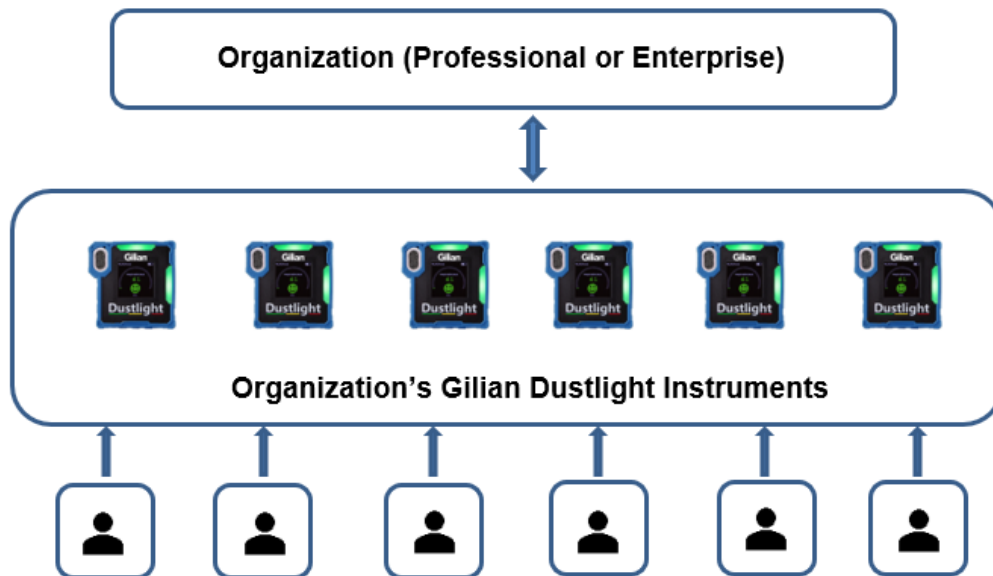 Organization (Professional or Enterprise)
Gilian Gilian Gilian Gilian Gilian Gilian
Dustlight Dustlight Dustlight Dustlight Dustlight Dustlight
Organization's Gilian Dustlight Instruments